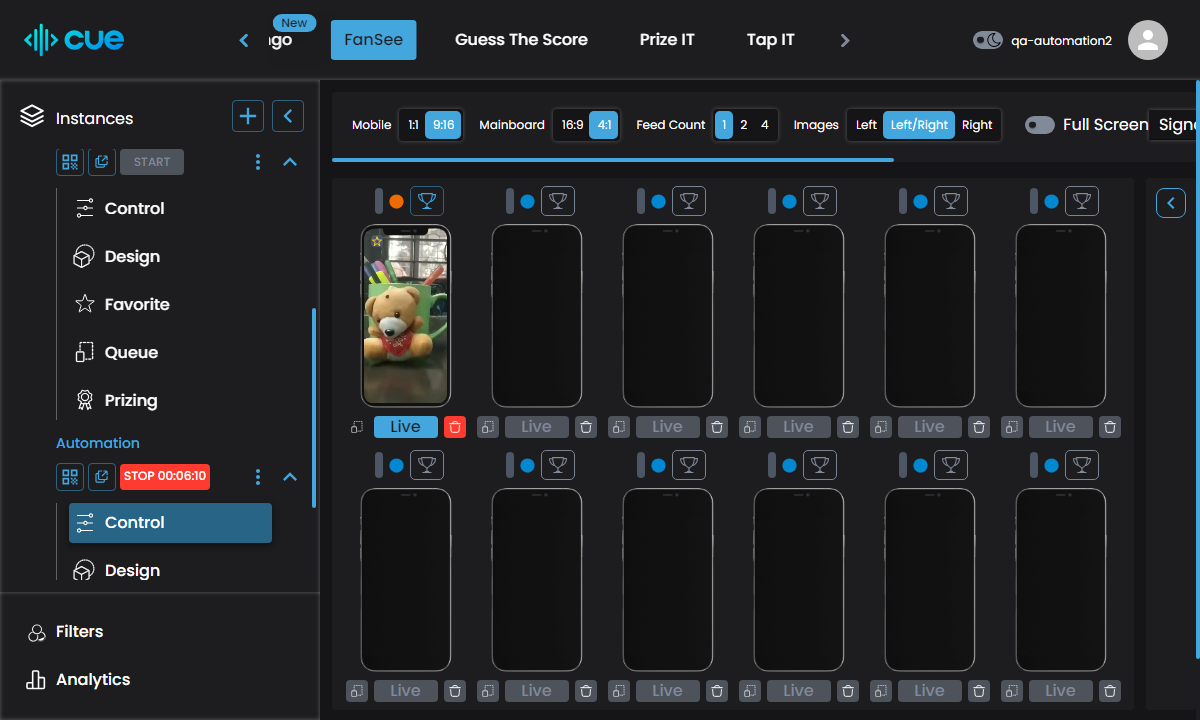 cue
New
ngo
FanSee
Guess The Score
Prize IT
Tap IT
qa-automation2
Instances
START
Control
Design
Favorite
Queue
Prizing
Automation
STOP 00:06:10
Control
Design
Filters
Analytics
Mobile 1:1 9:16 Mainboard 16:9 4:1 Feed Count 1 2 4 Images Left Left/Right Right Full Screen
Live Live Live Live Live Live
Live Live Live Live Live Live